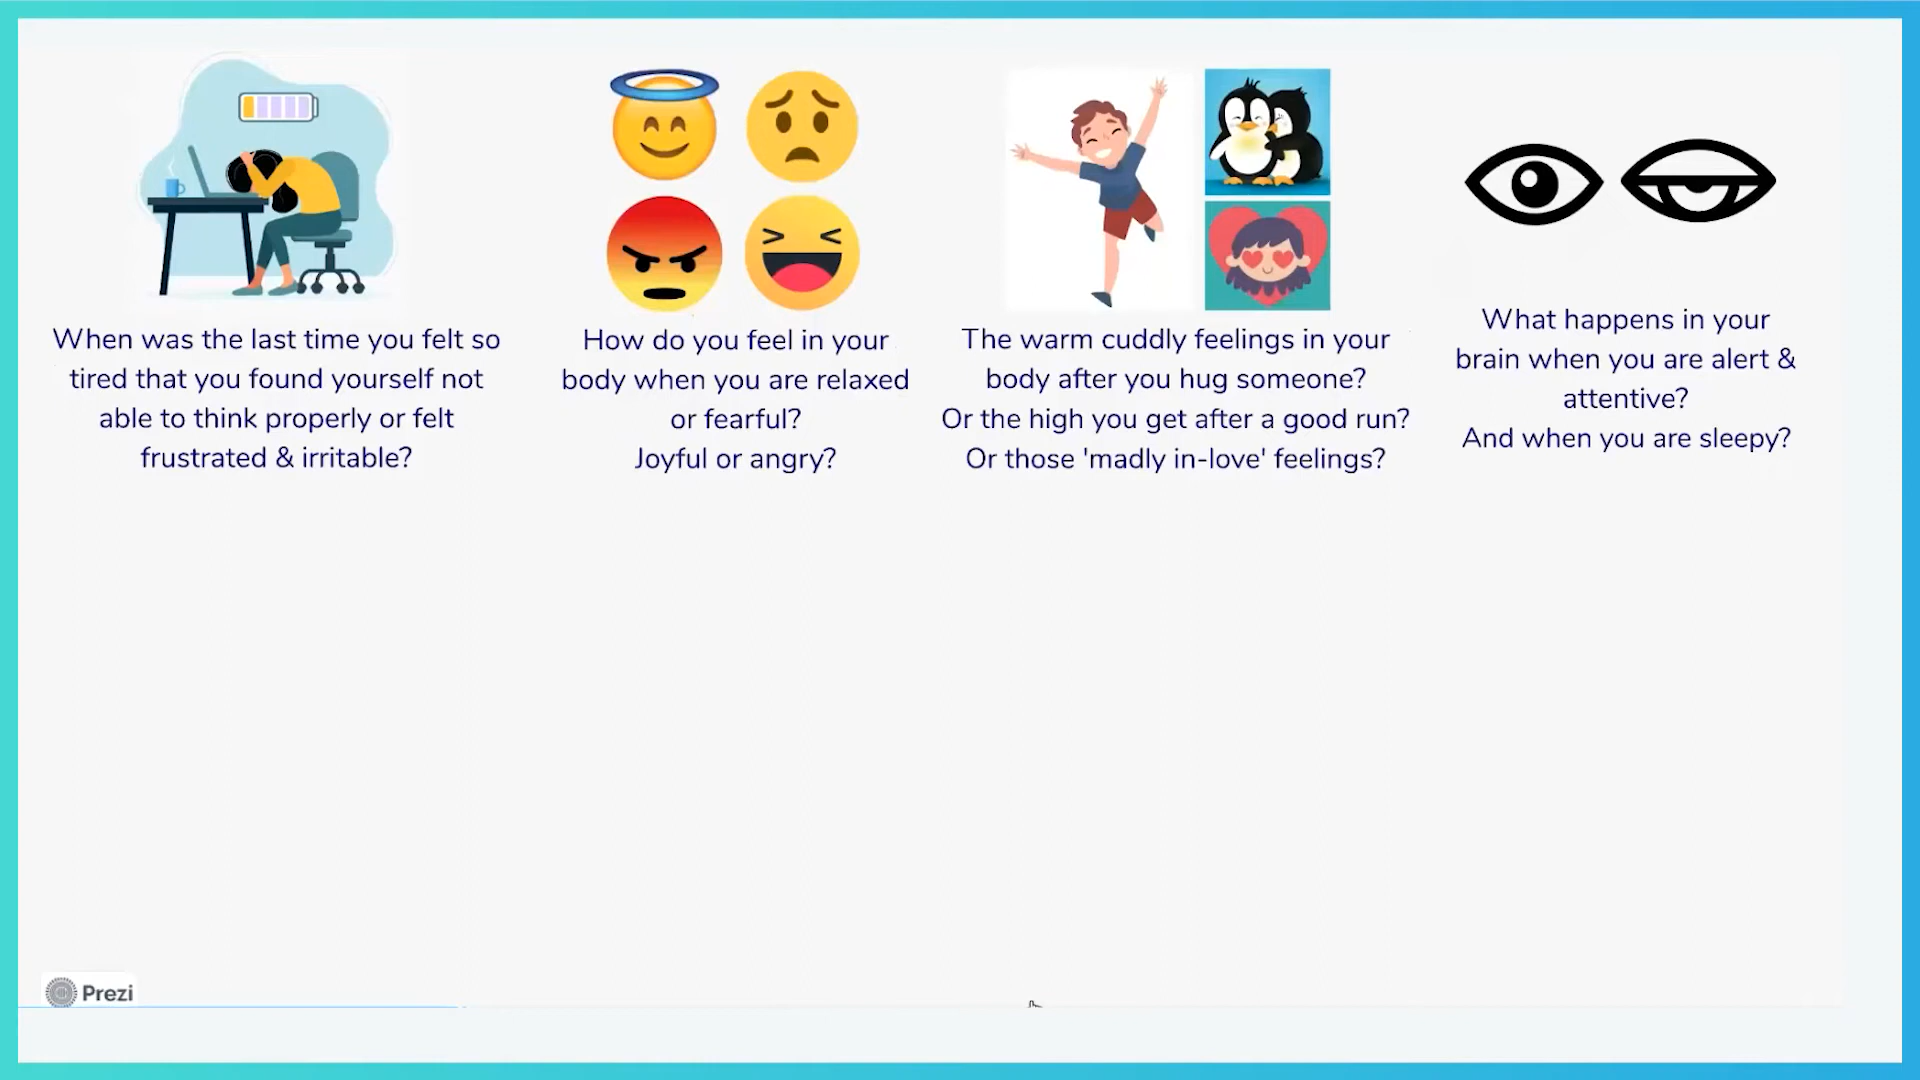 When was the last time you felt so
tired that you found yourself not
able to think properly or felt
frustrated & irritable?
How do you feel in your
body when you are relaxed
or fearful?
Joyful or angry?
The warm cuddly feelings in your
body after you hug someone?
Or the high you get after a good run?
Or those 'madly in-love' feelings?
What happens in your
brain when you are alert &
attentive?
And when you are sleepy?
Prezi